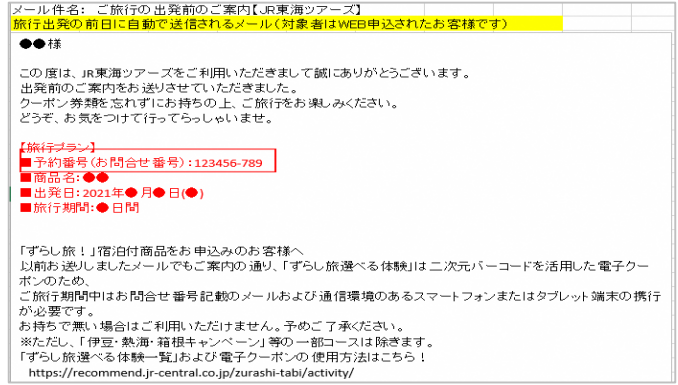 メール件名: ご旅行の出発前のご案内【JR東海ツアーズ】
旅行出発の前日に自動で送信されるメール(対象者はWEB申込されたお客様です)
●●様
この度は、JR東海ツアーズをご利用いただきまして誠にありがとうございます。
出発前のご案内をお送りさせていただきました。
クーポン券類を忘れずにお持ちの上、ご旅行をお楽しみください。
どうぞ、お気をつけて行ってらっしゃいませ。
【旅行プラン】
■予約番号(お問合せ番号):123456-789
■商品名:●●
■出発日:2021年●月●日(●)
■旅行期間:●日間
「ずらし旅!」宿泊付商品をお申込みのお客様へ
以前お送りしましたメールでもご案内の通り、「ずらし旅選べる体験」は二次元バーコードを活用した電子クー
ポンのため、
ご旅行期間中はお問合せ番号記載のメールおよび通信環境のあるスマートフォンまたはタブレット端末の携行
が必要です。
お持ちで無い場合はご利用いただけません。予めご了承ください。
※ただし、「伊豆・熱海・箱根キャンペーン」等の一部コースは除きます。
「ずらし旅選べる体験一覧」および電子クーポンの使用方法はこちら!
https://recommend.jr-central.co.jp/zurashi-tabi/activity/